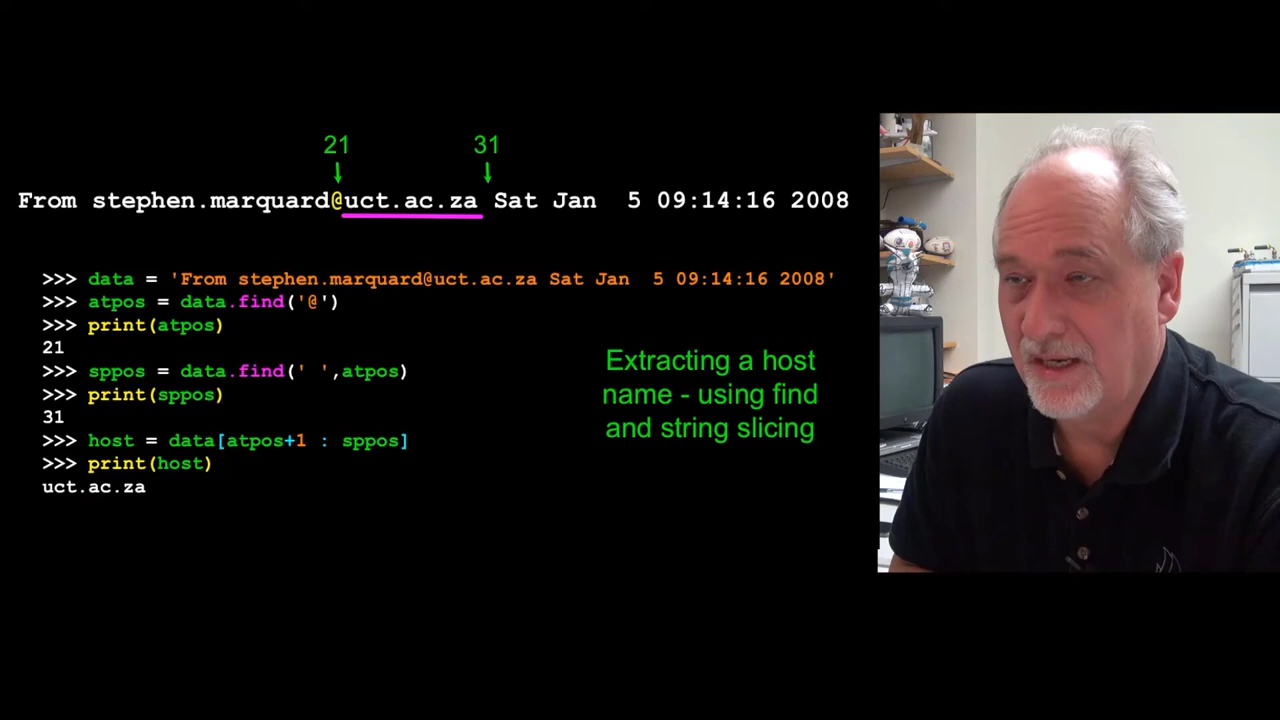 21 31
From stephen.marquard@uct.ac.za Sat Jan  5 09:14:16 2008
>>> data = 'From stephen.marquard@uct.ac.za Sat Jan  5 09:14:16 2008'
>>> atpos = data.find('@')
>>> print(atpos)
21
>>> sppos = data.find(' ',atpos)
>>> print(sppos)
31
>>> host = data[atpos+1 : sppos]
>>> print(host)
uct.ac.za
Extracting a host
name - using find
and string slicing